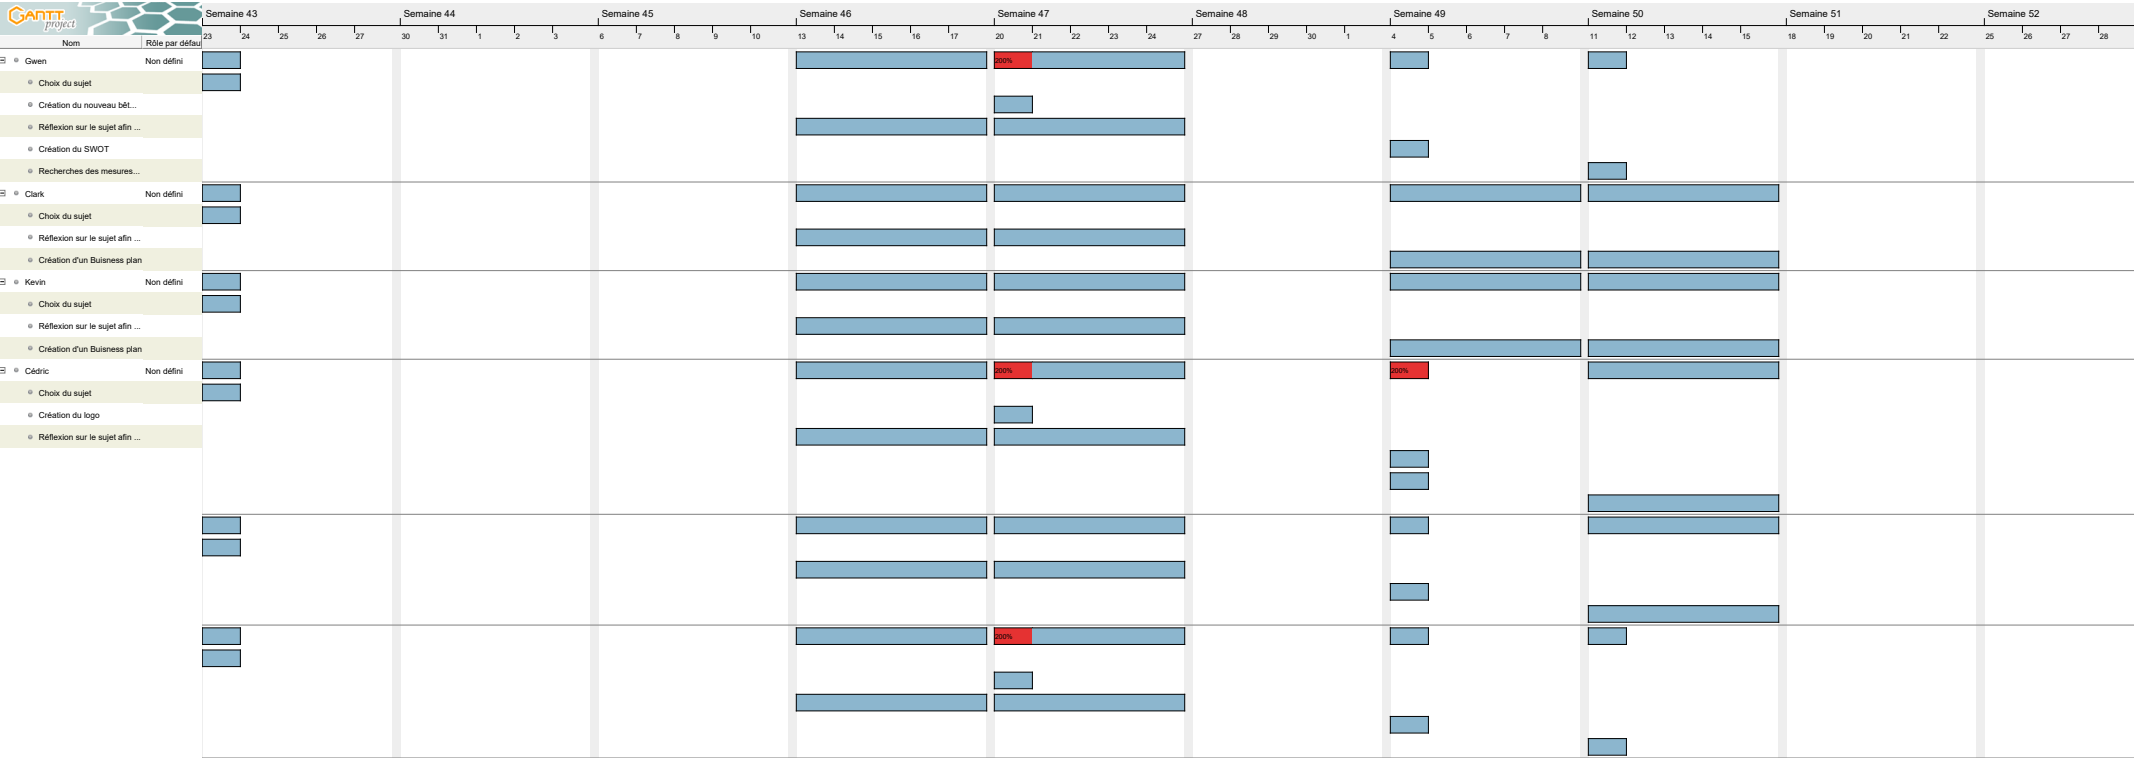 GANTT project
Semaine 43 Semaine 44 Semaine 45 Semaine 46 Semaine 47 Semaine 48 Semaine 49 Semaine 50 Semaine 51 Semaine 52
Nom Rôle par défau 23 24 25 26 27 30 31 1 2 3 6 7 8 9 10 13 14 15 16 17 20 21 22 23 24 27 28 29 30 1 4 5 6 7 8 11 12 13 14 15 18 19 20 21 22 25 26 27 28
Gwen Non défini 200%
Choix du sujet
Création du nouveau bêt...
Réflexion sur le sujet afin ...
Création du SWOT
Recherches des mesures...
Clark Non défini
Choix du sujet
Réflexion sur le sujet afin ...
Création d'un Buisness plan
Kevin Non défini
Choix du sujet
Réflexion sur le sujet afin ...
Création d'un Buisness plan
Cédric Non défini 200% 200%
Choix du sujet
Création du logo
Réflexion sur le sujet afin ...
200%